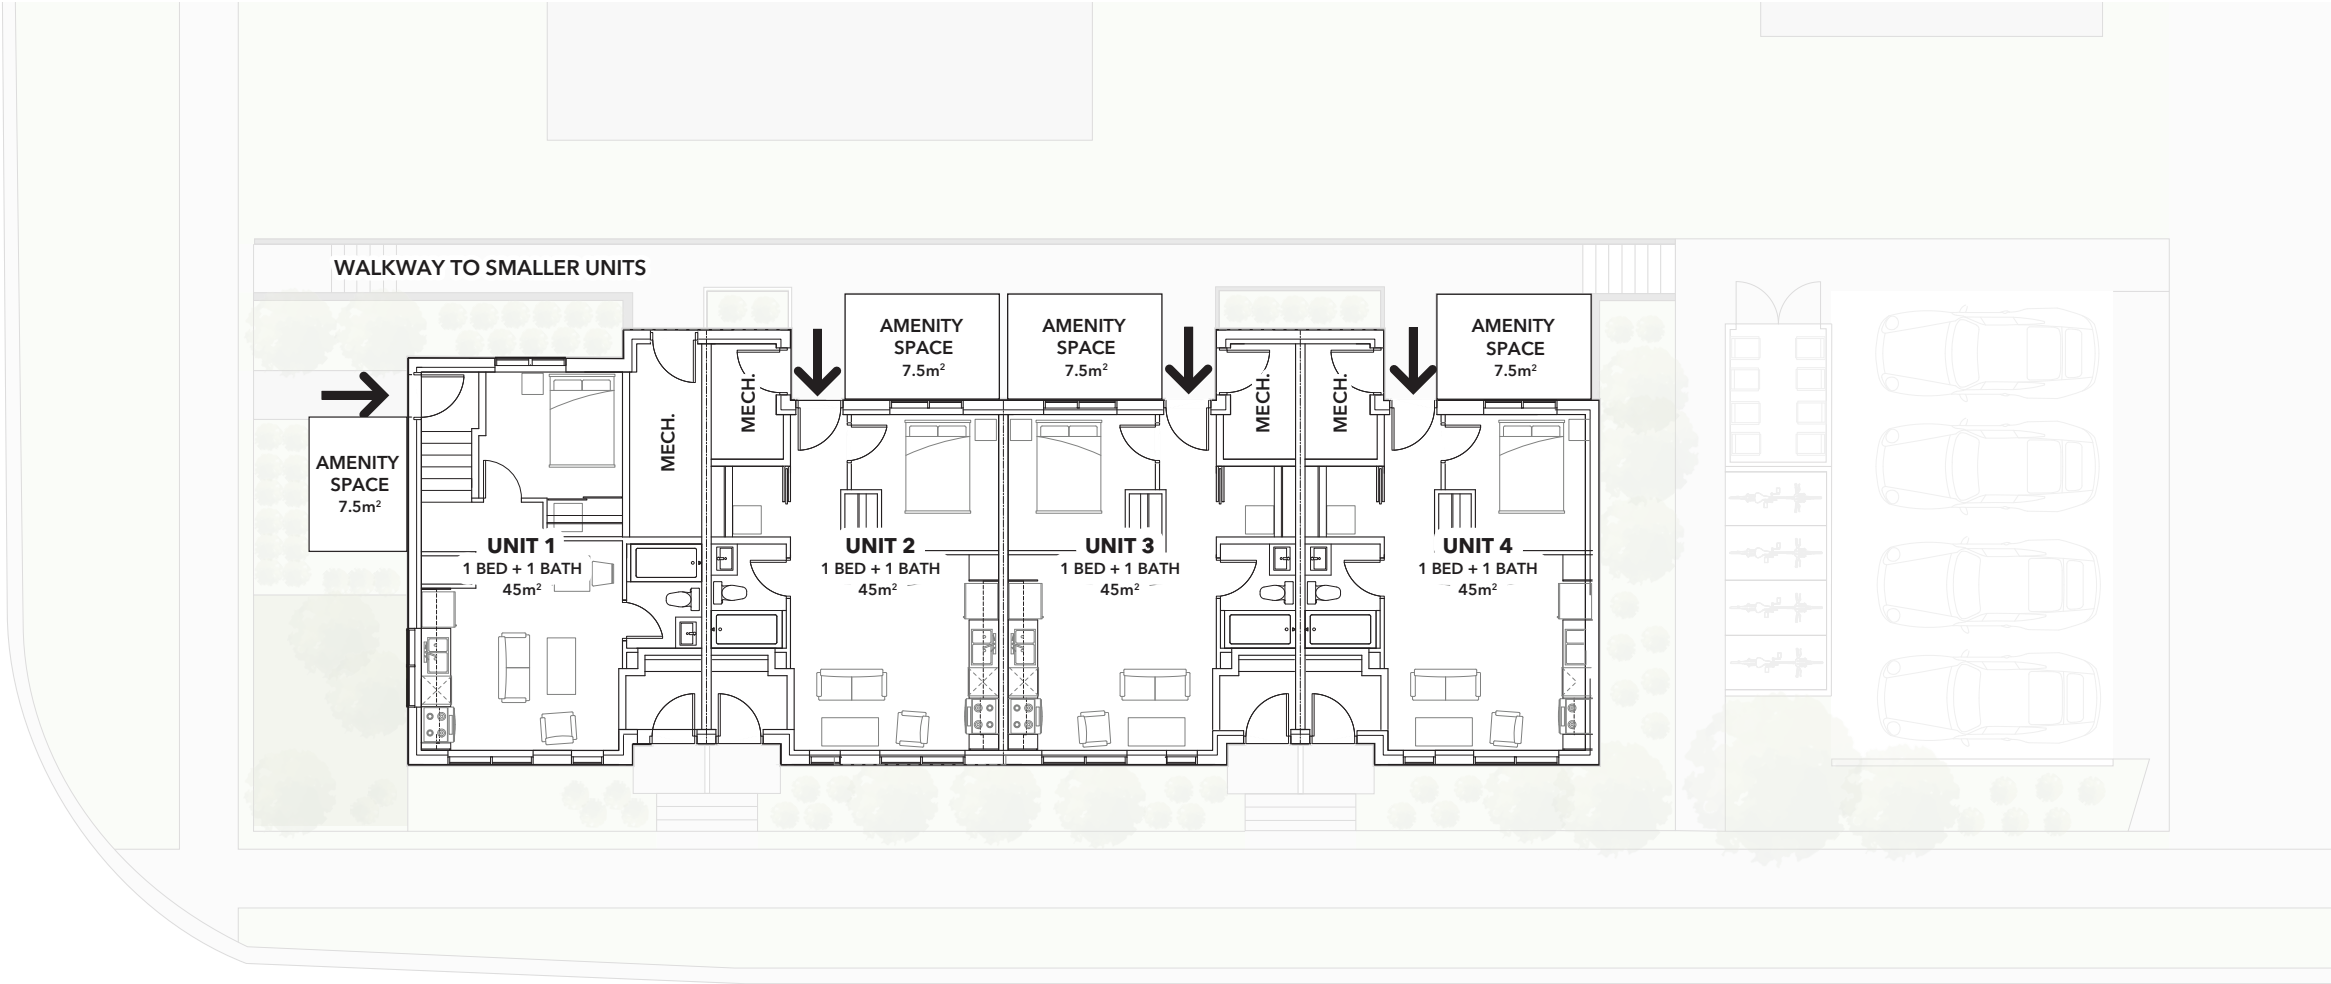 WALKWAY TO SMALLER UNITS
AMENITY
SPACE
7.5m²
AMENITY
SPACE
7.5m²
AMENITY
SPACE
7.5m²
AMENITY
SPACE
7.5m²
MECH.
MECH.
MECH.
MECH.
UNIT 1
1 BED + 1 BATH
45m²
UNIT 2
1 BED + 1 BATH
45m²
UNIT 3
1 BED + 1 BATH
45m²
UNIT 4
1 BED + 1 BATH
45m²